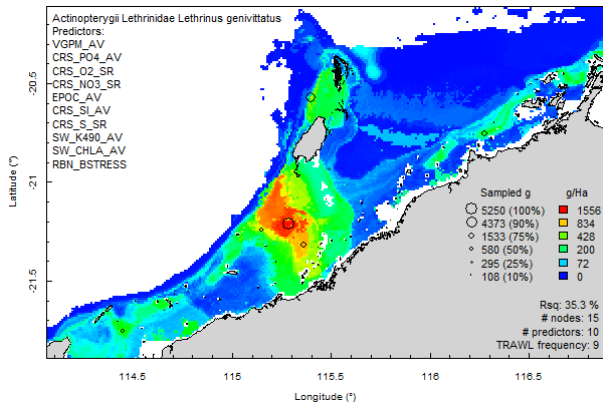 Actinopterygii Lethrinidae Lethrinus genivittatus
Predictors:
VGPM_AV
CRS_PO4_AV
CRS_O2_SR
CRS_NO3_SR
EPOC_AV
CRS_SI_AV
CRS_S_SR
SW_K490_AV
SW_CHLA_AV
RBN_BSTRESS
-20.5
-21
-21.5
Latitude (°)
Sampled g g/Ha
5250 (100%) 1556
4373 (90%) 834
1533 (75%) 428
580 (50%) 200
295 (25%) 72
108 (10%) 0
Rsq: 35.3 %
# nodes: 15
# predictors: 10
TRAWL frequency: 9
114.5 115 115.5 116 116.5
Longitude (°)